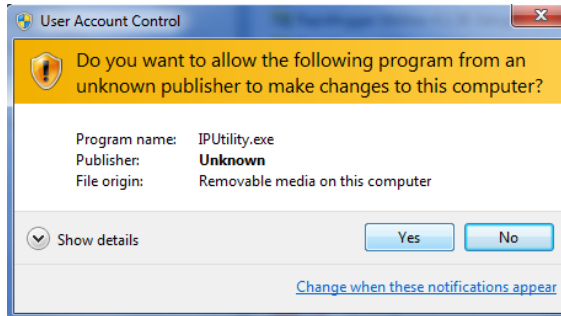 User Account Control
Do you want to allow the following program from an
unknown publisher to make changes to this computer?
Program name: IPUtility.exe
Publisher: Unknown
File origin: Removable media on this computer
Show details
Yes No
Change when these notifications appear